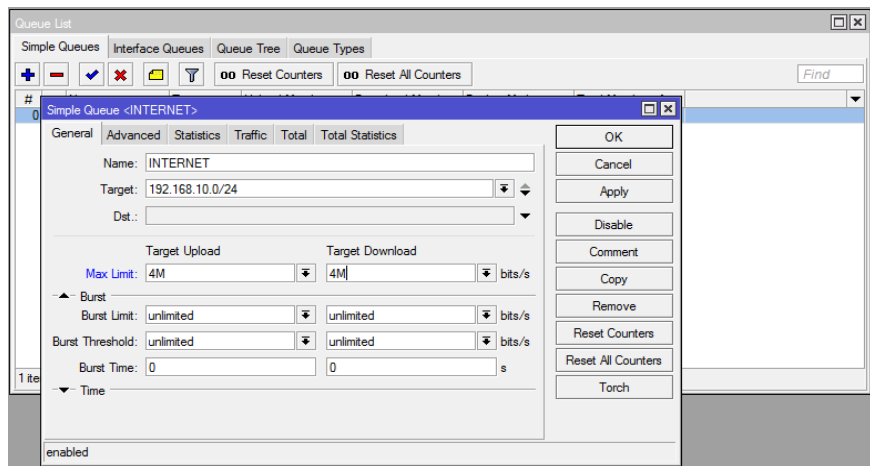 Queue List
Simple Queues Interface Queues Queue Tree Queue Types
00 Reset Counters 00 Reset All Counters Find
#
0
Simple Queue <INTERNET>
General Advanced Statistics Traffic Total Total Statistics
OK
Name: INTERNET
Cancel
Target: 192.168.10.0/24
Apply
Dst.:
Disable
Target Upload Target Download
Comment
Max Limit: 4M 4M bits/s
Copy
Burst
Remove
Burst Limit: unlimited unlimited bits/s
Reset Counters
Burst Threshold: unlimited unlimited bits/s
Reset All Counters
Burst Time: 0 0 s
Torch
1 ite
Time
enabled